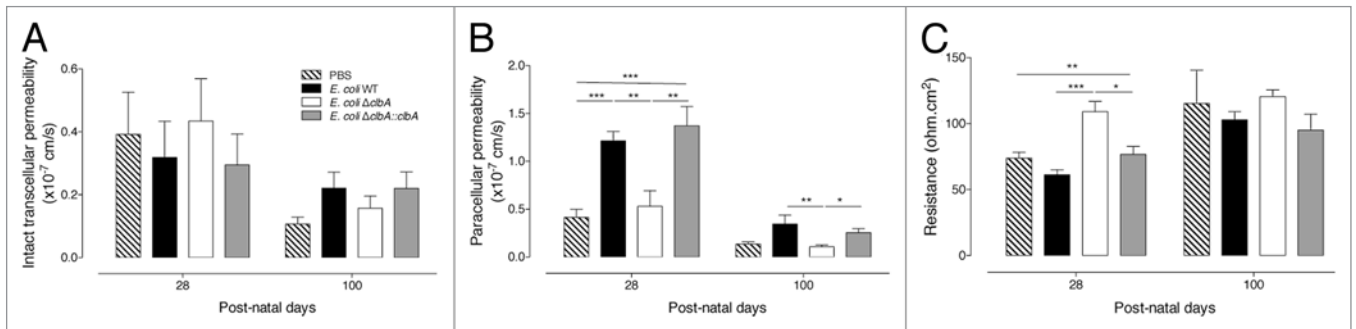 A
Intact transcellular permeability
(x10⁻⁷ cm/s)
0.6
0.4
0.2
0.0
PBS
E. coli WT
E. coli ΔclbA
E. coli ΔclbA::clbA
28
100
Post-natal days
B
Paracellular permeability
(x10⁻⁷ cm/s)
2.0
1.5
1.0
0.5
0.0
***
*** ** **
** *
28
100
Post-natal days
C
Resistance (ohm.cm²)
150
100
50
0
**
*** *
28
100
Post-natal days